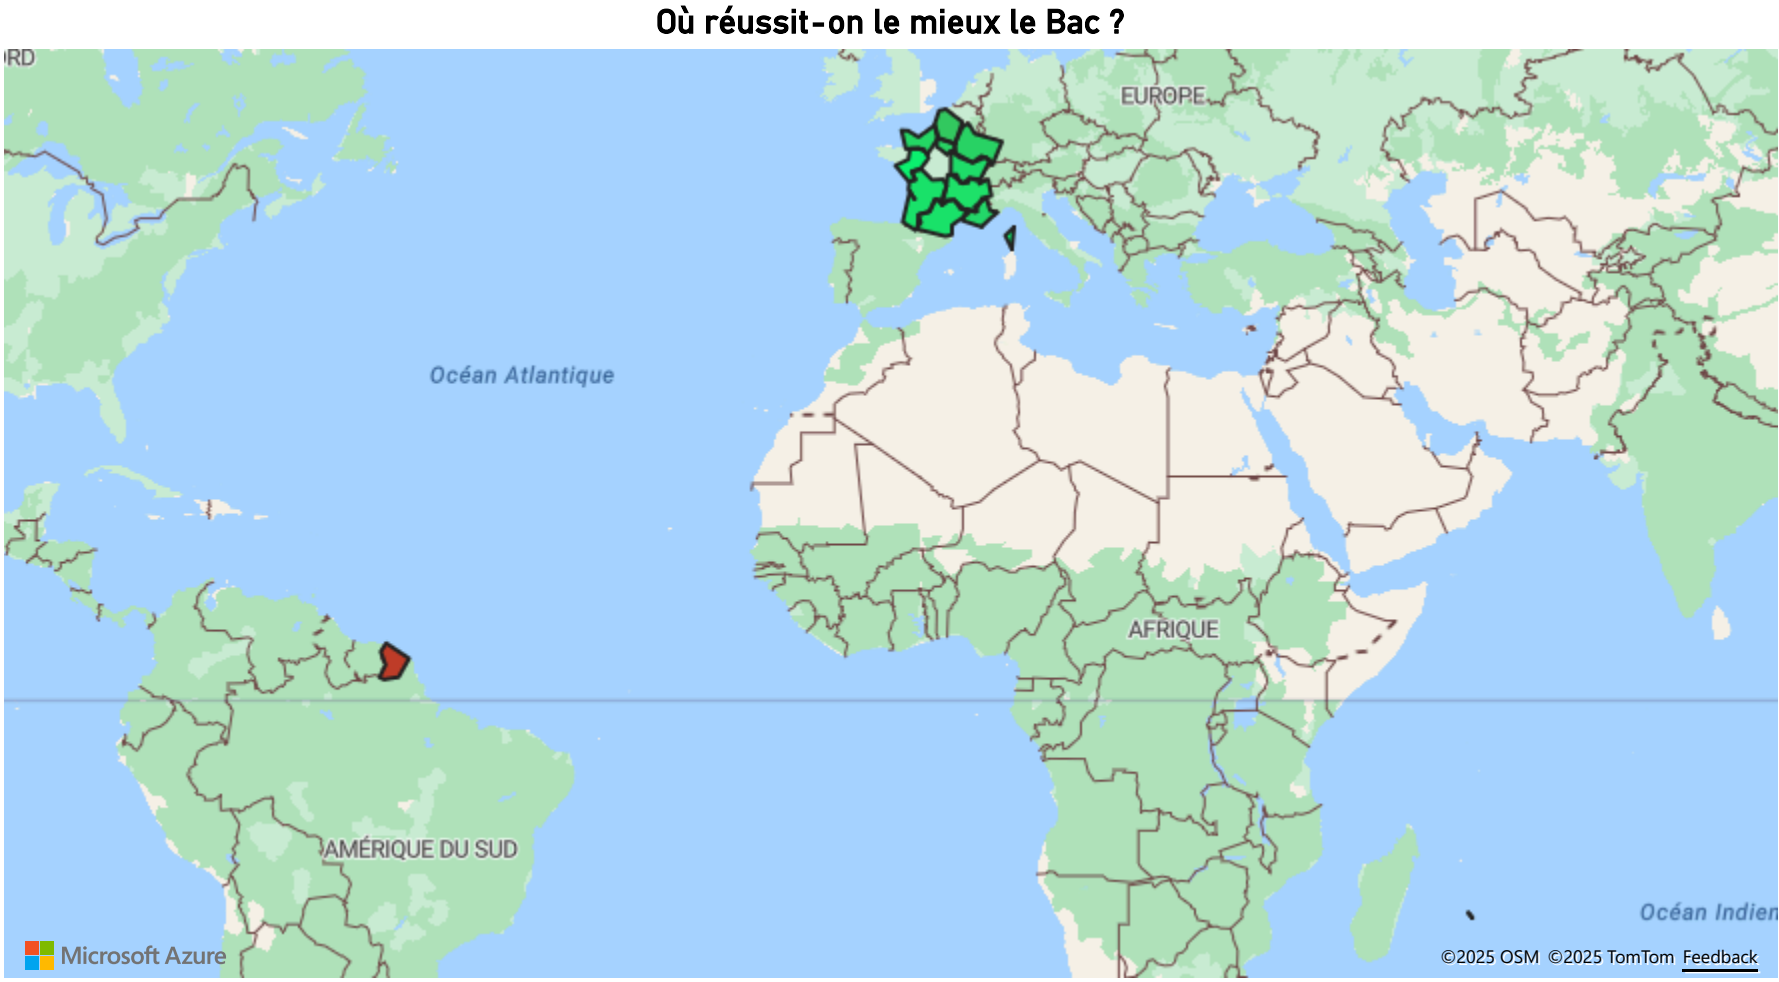 Où réussit-on le mieux le Bac ?
RD
EUROPE
Océan Atlantique
AFRIQUE
AMÉRIQUE DU SUD
Océan Indien
Microsoft Azure
©2025 OSM ©2025 TomTom Feedback